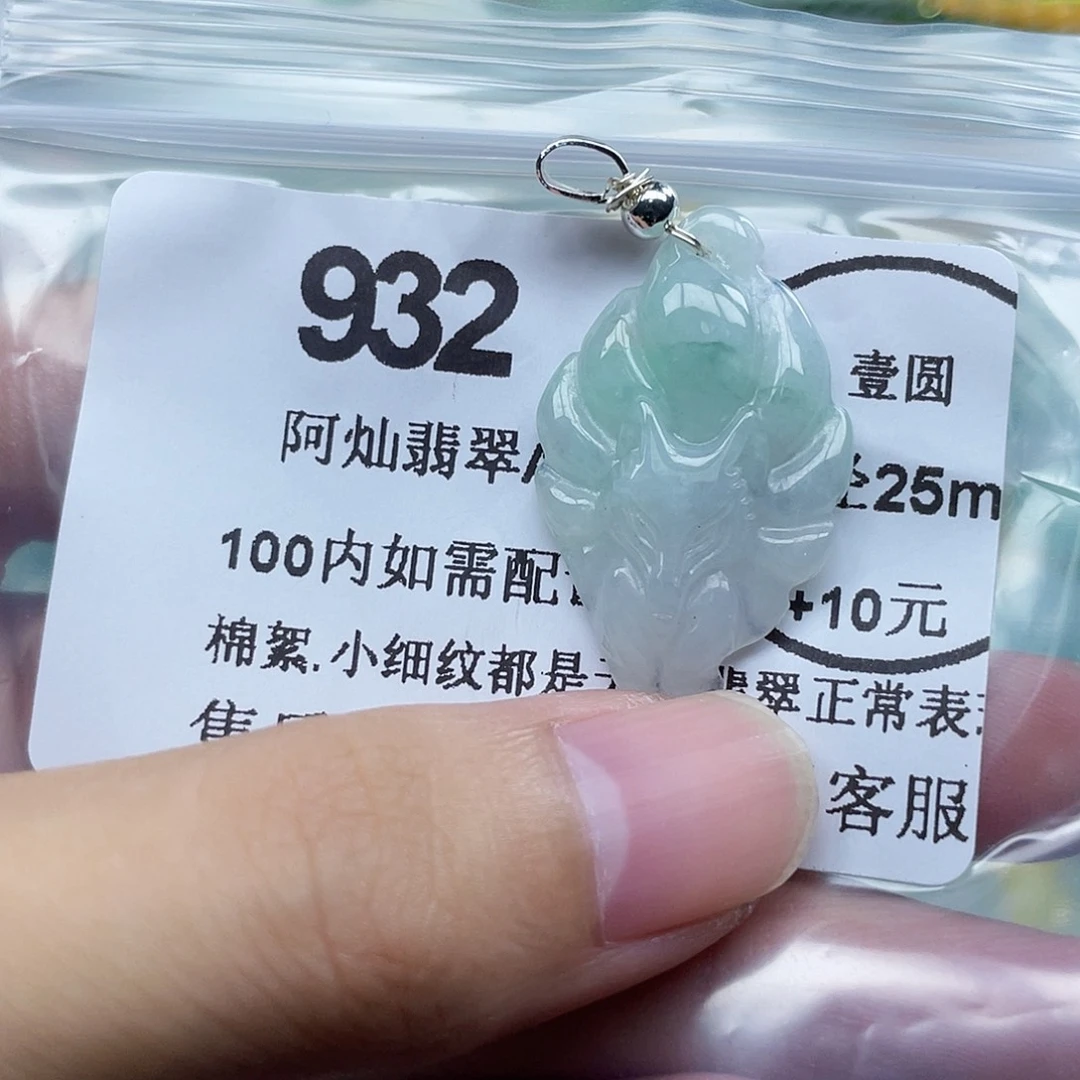 932
壹圆
阿灿翡翠
25m
100内如需配
+10元
棉絮.小细纹都是
翠正常表
客服